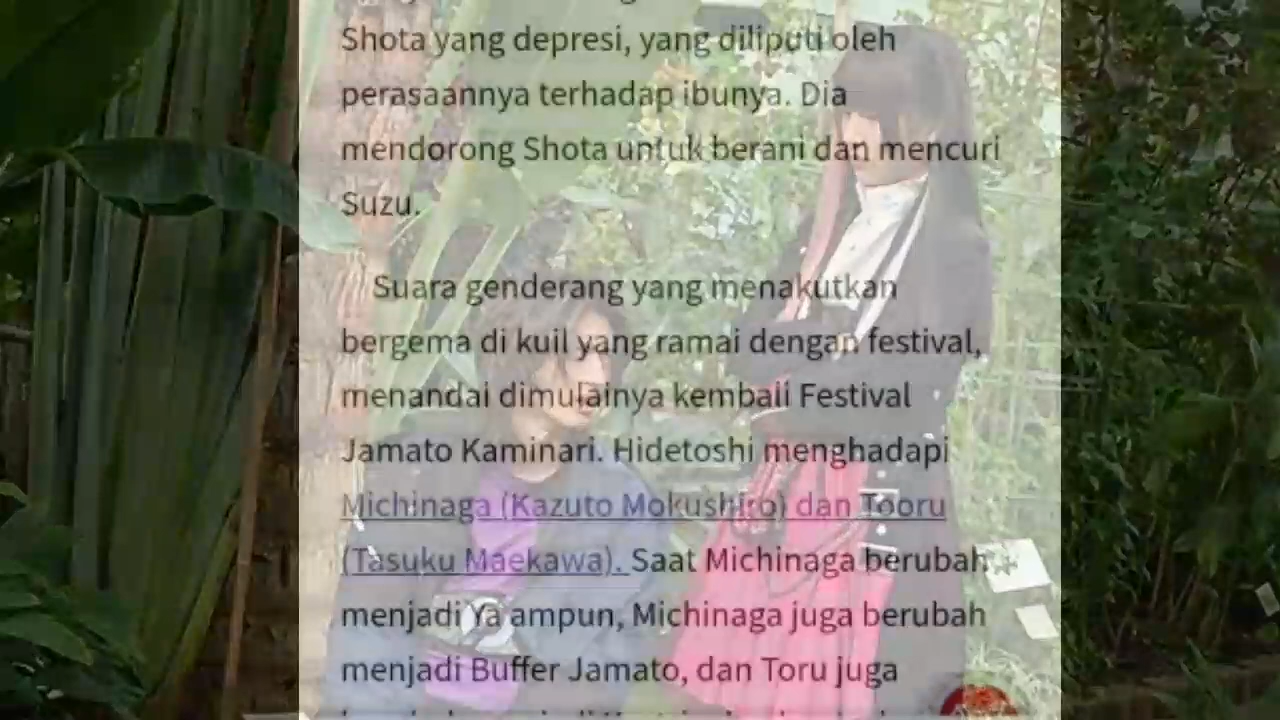 Shota yang depresi, yang diliputi oleh
perasaannya terhadap ibunya. Dia
mendorong Shota untuk berani dan mencuri
Suzu.
Suara genderang yang menakutkan
bergema di kuil yang ramai dengan festival,
menandai dimulainya kembali Festival
Jamato Kaminari. Hidetoshi menghadapi
Michinaga (Kazuto Mokushiro) dan Tooru
(Tasuku Maekawa). Saat Michinaga berubah
menjadi Ya ampun, Michinaga juga berubah
menjadi Buffer Jamato, dan Toru juga